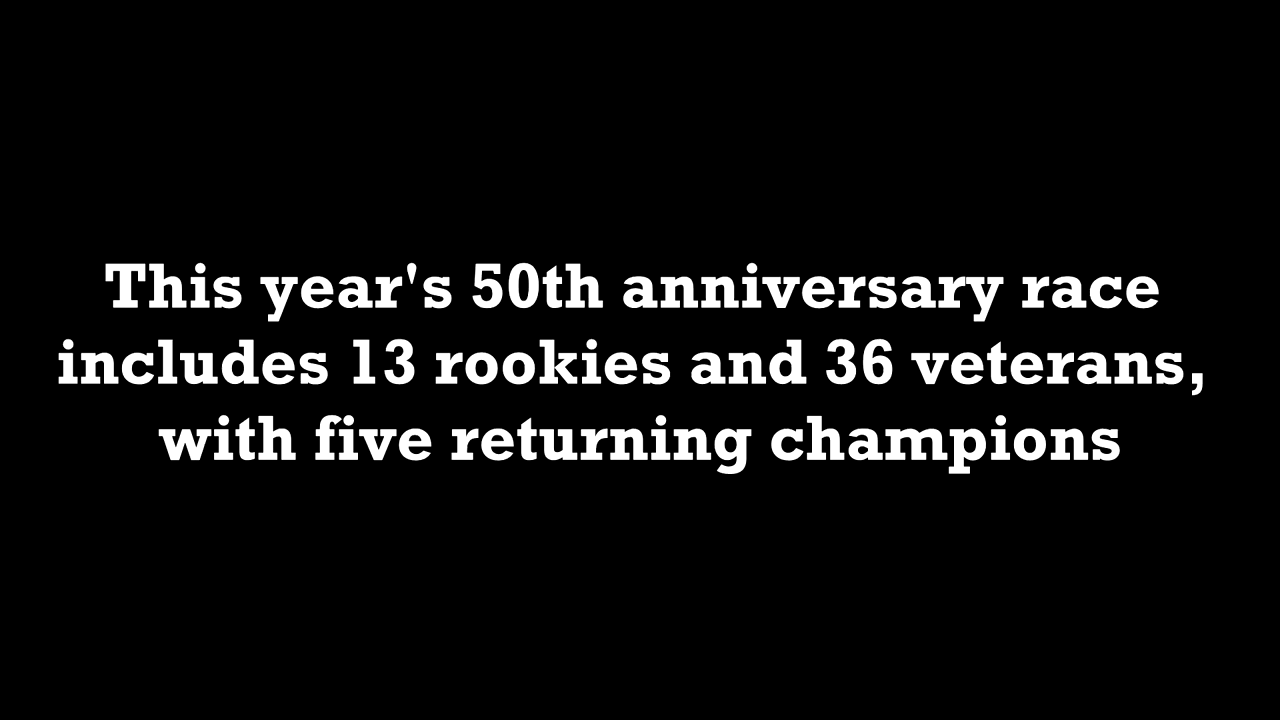 This year's 50th anniversary race
includes 13 rookies and 36 veterans,
with five returning champions